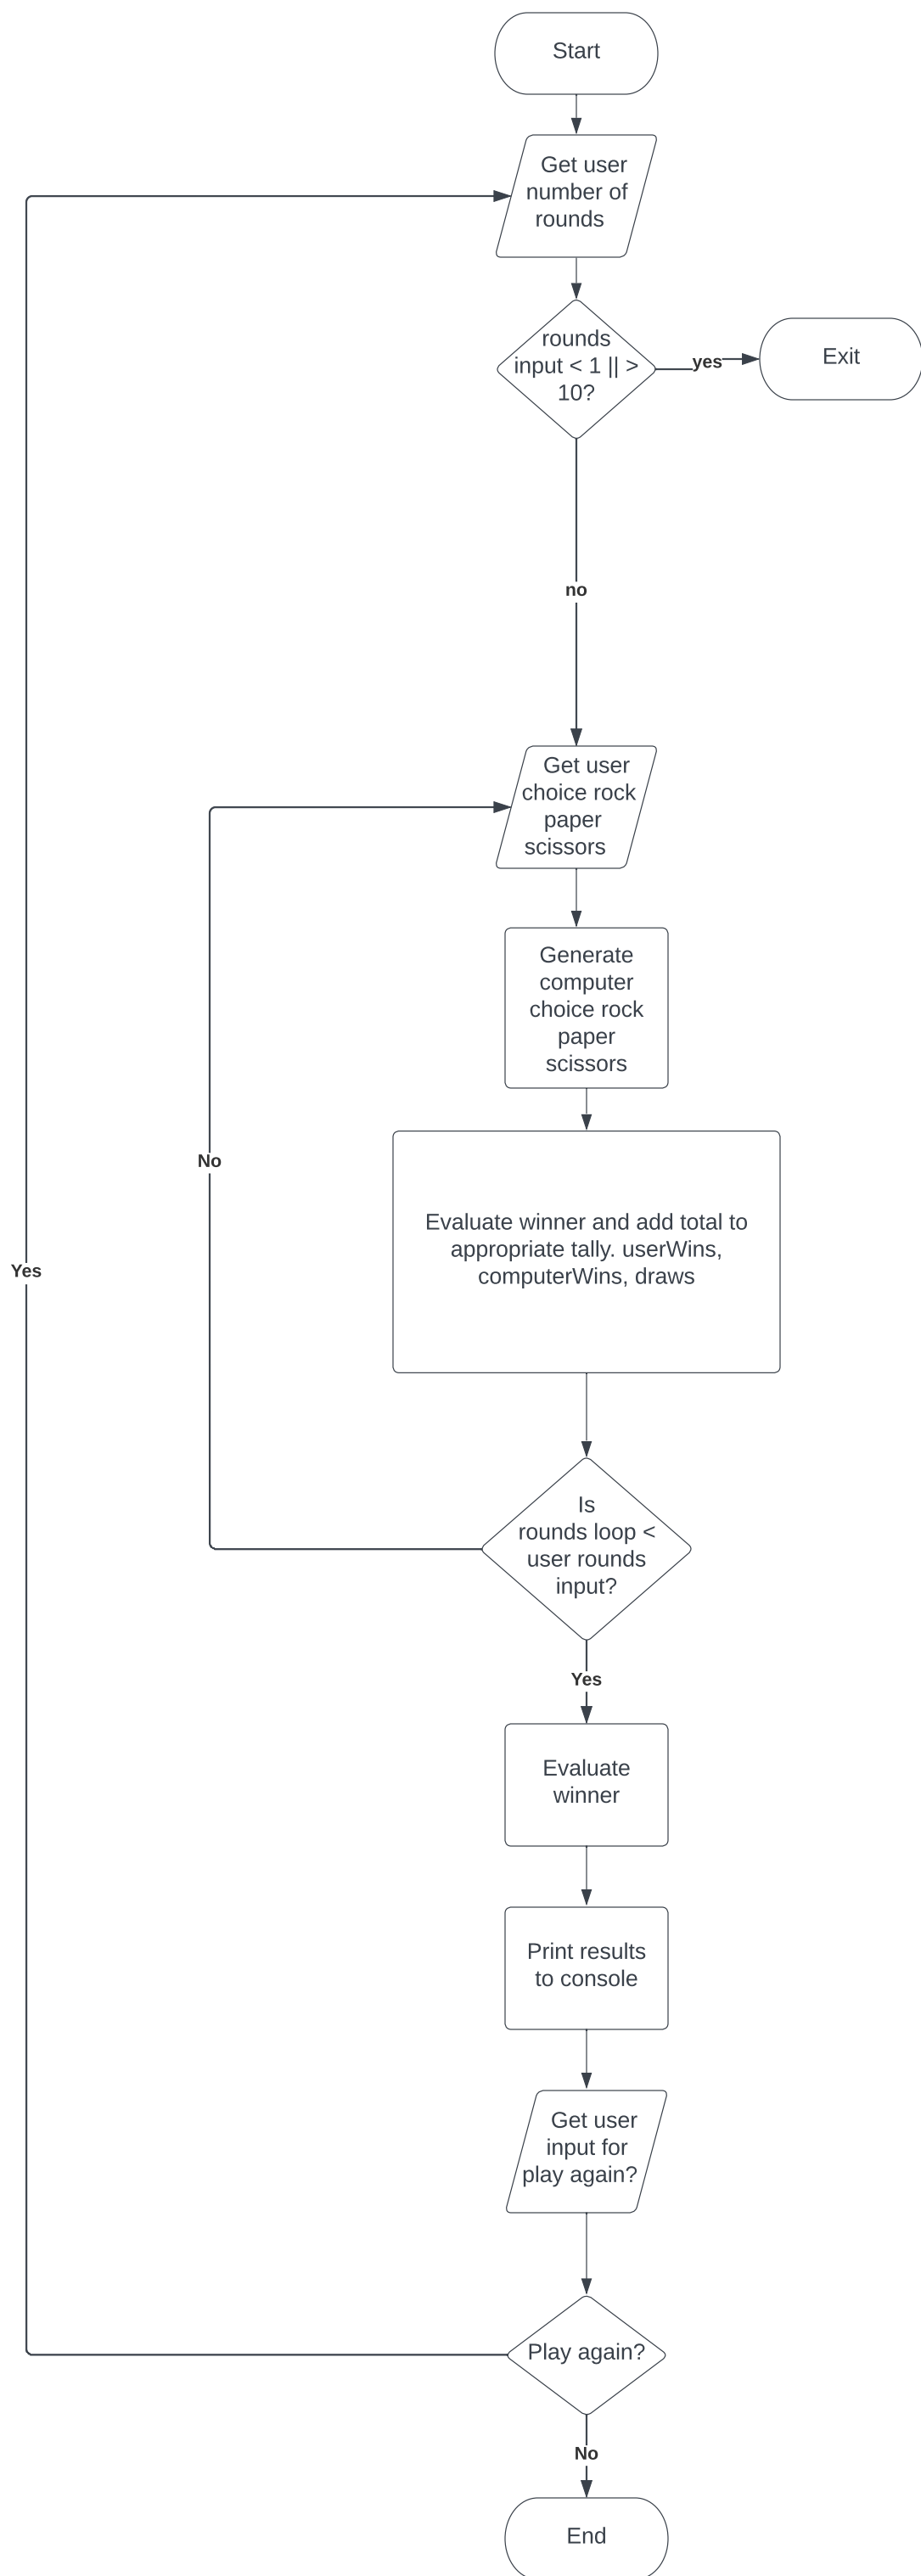 Start
Get user
number of
rounds
rounds
input < 1 || >
10?
yes
Exit
no
Get user
choice rock
paper
scissors
Generate
computer
choice rock
paper
scissors
No
Evaluate winner and add total to
appropriate tally. userWins,
computerWins, draws
Yes
Is
rounds loop <
user rounds
input?
Yes
Evaluate
winner
Print results
to console
Get user
input for
play again?
Play again?
No
End